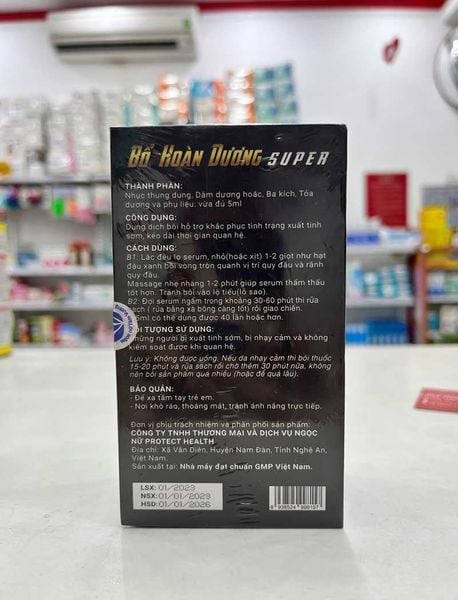 BỔ HOÀN DƯƠNG SUPER
THÀNH PHẦN:
Nhục thung dung, Dâm dương hoắc, Ba kích, Tỏa
dương và phụ liệu: vừa đủ 5ml
CÔNG DỤNG:
Dung dịch bôi hỗ trợ khắc phục tình trạng xuất tinh
sớm, kéo dài thời gian quan hệ.
CÁCH DÙNG:
B1: Lắc đều lọ serum, nhỏ(hoặc xịt) 1-2 giọt như hạt
đậu xanh bôi vòng tròn quanh vị trí quy đầu và rãnh
quy đầu.
Massage nhẹ nhàng 1-2 phút giúp serum thẩm thấu
tốt hơn. Tránh bôi vào lỗ tiểu(lỗ sáo).
B2: Đợi serum ngấm trong khoảng 30-60 phút thì rửa
sạch ( rửa bằng xà bông càng tốt) rồi giao chiến.
5ml có thể dùng được 40 lần hoặc hơn.
ĐỐI TƯỢNG SỬ DỤNG:
Những người bị xuất tinh sớm, bị nhạy cảm và không
kiểm soát được khi quan hệ.
Lưu ý: Không được uống. Nếu da nhạy cảm thì bôi thuốc
15-20 phút và rửa sạch rồi chờ thêm 30 phút nữa, không
nên bôi sản phẩm quá nhiều (hoặc để quá lâu).
BẢO QUẢN:
- Để xa tầm tay trẻ em.
- Nơi khô ráo, thoáng mát, tránh ánh nắng trực tiếp.
Đơn vị chịu trách nhiệm và phân phối sản phẩm:
CÔNG TY TNHH THƯƠNG MẠI VÀ DỊCH VỤ NGỌC
NỮ PROTECT HEALTH
Địa chỉ: Xã Vân Diên, Huyện Nam Đàn, Tỉnh Nghệ An,
Việt Nam.
Sản xuất tại: Nhà máy đạt chuẩn GMP Việt Nam.
LSX: 01/2023
NSX: 01/01/2023
HSD: 01/01/2026